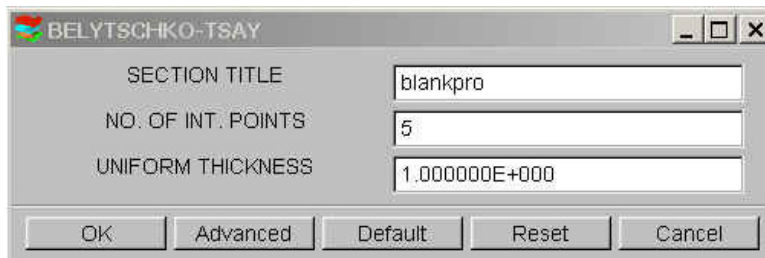 BELYTSCHKO-TSAY
SECTION TITLE blankpro
NO. OF INT. POINTS 5
UNIFORM THICKNESS 1.000000E+000
OK Advanced Default Reset Cancel